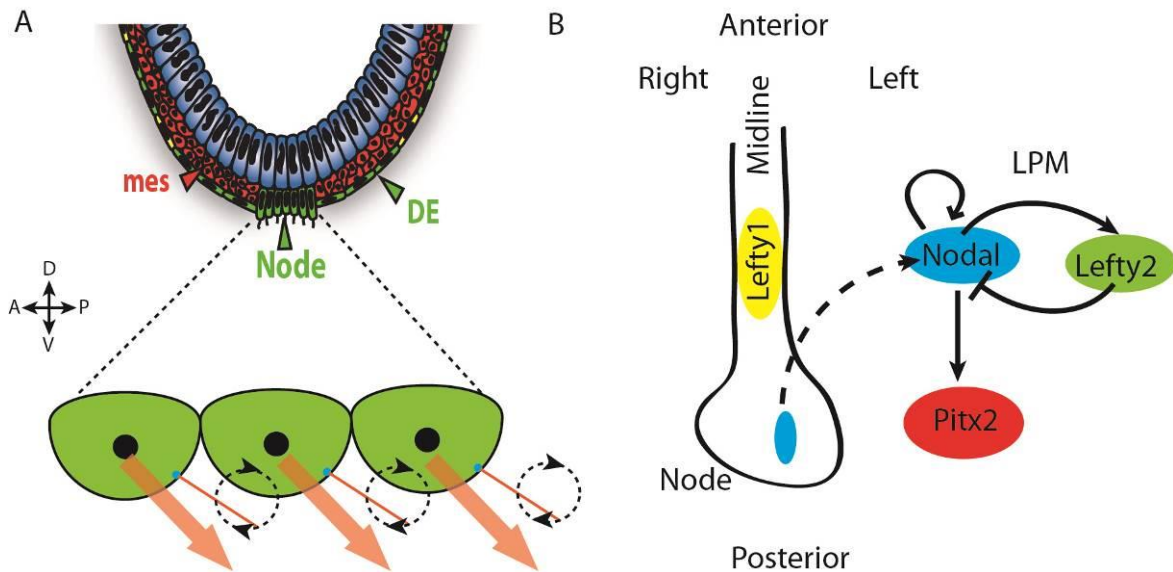 A
mes
DE
Node
D
A P
V
B
Anterior
Right
Left
Midline
LPM
Lefty1
Nodal
Lefty2
Pitx2
Node
Posterior